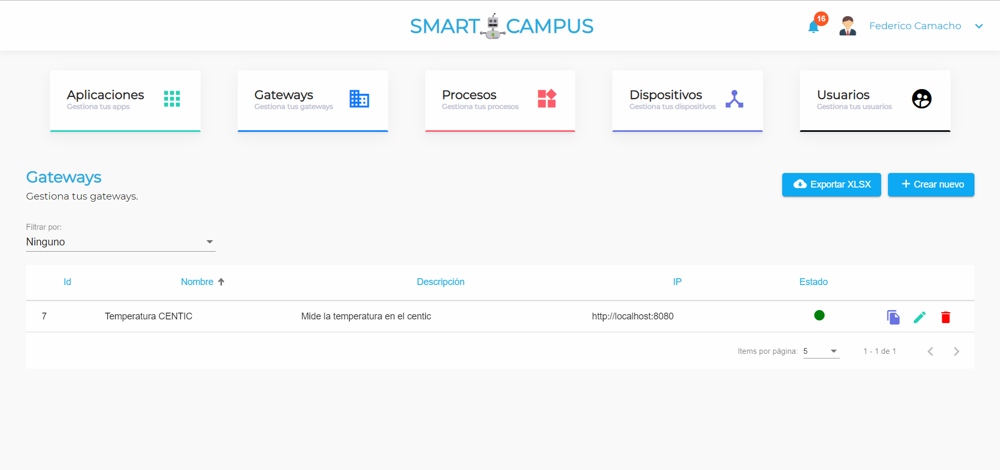 SMART CAMPUS
16
Federico Camacho
Aplicaciones
Gestiona tus apps
Gateways
Gestiona tus gateways
Procesos
Gestiona tus procesos
Dispositivos
Gestiona tus dispositivos
Usuarios
Gestiona tus usuarios
Gateways
Gestiona tus gateways.
Exportar XLSX
Crear nuevo
Filtrar por:
Ninguno
Id Nombre Descripción IP Estado
7 Temperatura CENTIC Mide la temperatura en el centic http://localhost:8080
Items por página: 5 1 - 1 de 1